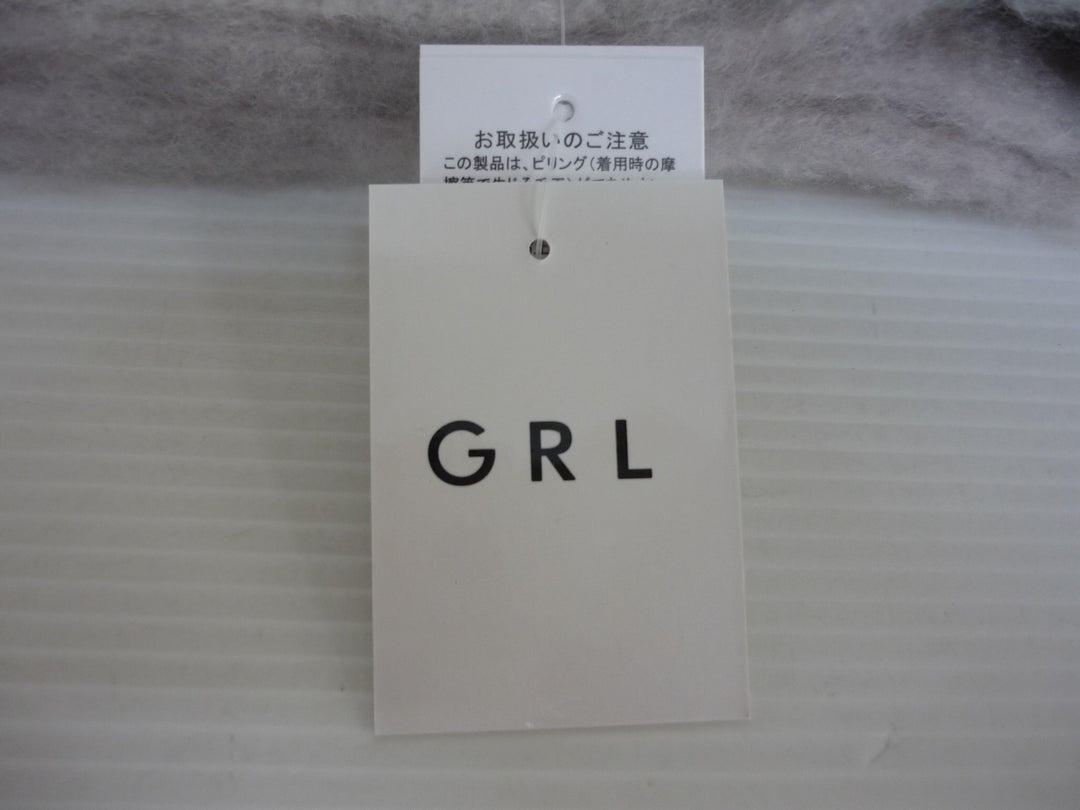 お取扱いのご注意
この製品は、ピリング（着用時の摩
GRL